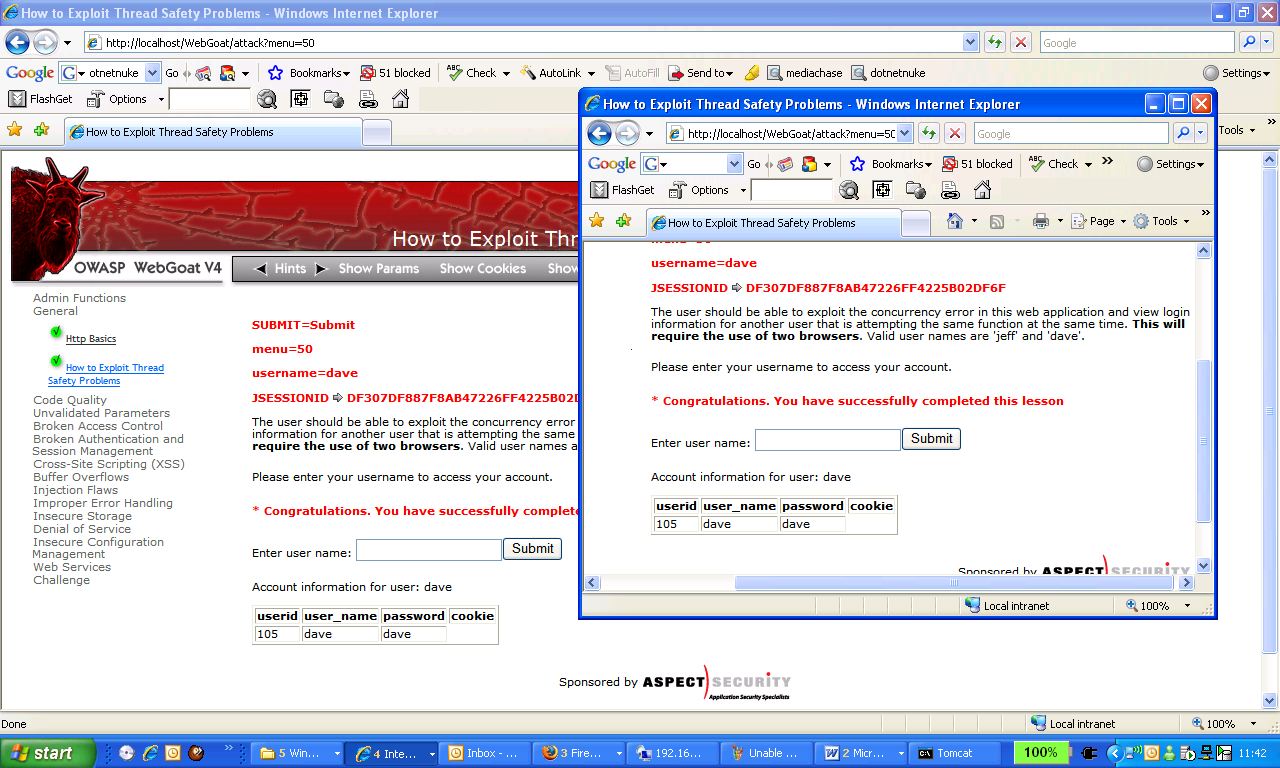 How to Exploit Thread Safety Problems - Windows Internet Explorer
http://localhost/WebGoat/attack?menu=50
Google
Google G otnetnuke Go Bookmarks 51 blocked ABC Check AutoLink AutoFill Send to mediachase dotnetnuke Settings
FlashGet Options
How to Exploit Thread Safety Problems
Tools
How to Exploit Thr
OWASP WebGoat V4
Hints Show Params Show Cookies Show
Admin Functions
General
Http Basics
How to Exploit Thread
Safety Problems
Code Quality
Unvalidated Parameters
Broken Access Control
Broken Authentication and
Session Management
Cross-Site Scripting (XSS)
Buffer Overflows
Injection Flaws
Improper Error Handling
Insecure Storage
Denial of Service
Insecure Configuration
Management
Web Services
Challenge
SUBMIT=Submit
menu=50
username=dave
JSESSIONID DF307DF887F8AB47226FF4225B02D
The user should be able to exploit the concurrency error
information for another user that is attempting the same
require the use of two browsers. Valid user names a
Please enter your username to access your account.
* Congratulations. You have successfully complete
Enter user name: Submit
Account information for user: dave
userid user_name password cookie
105 dave dave
Sponsored by ASPECT SECURITY
Application Security Specialists
How to Exploit Thread Safety Problems - Windows Internet Explorer
http://localhost/WebGoat/attack?menu=50
Google
Google G Go Bookmarks 51 blocked ABC Check Settings
FlashGet Options
How to Exploit Thread Safety Problems
Page Tools
username=dave
JSESSIONID DF307DF887F8AB47226FF4225B02DF6F
The user should be able to exploit the concurrency error in this web application and view login
information for another user that is attempting the same function at the same time. This will
require the use of two browsers. Valid user names are 'jeff' and 'dave'.
Please enter your username to access your account.
* Congratulations. You have successfully completed this lesson
Enter user name: Submit
Account information for user: dave
userid user_name password cookie
105 dave dave
Sponsored by ASPECT SECURITY
Local intranet 100%
Done
Local intranet 100%
start 5 Win... 4 Inte... Inbox - ... 3 Fire... 192.16... Unable ... 2 Micr... Tomcat 100% 11:42